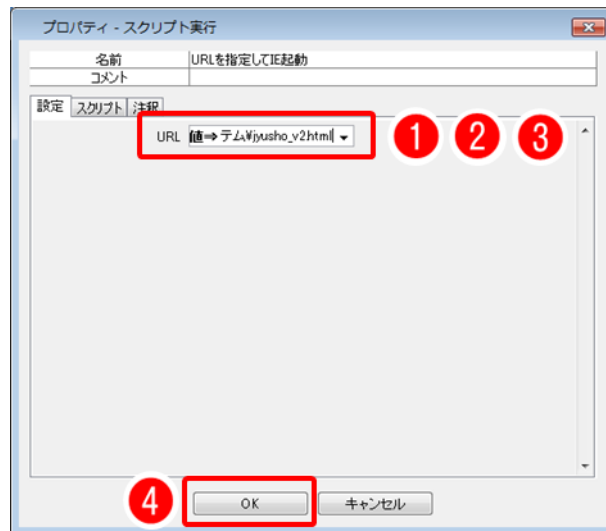 プロパティ - スクリプト実行
名前 URLを指定してIE起動
コメント
設定 スクリプト 注釈
URL 値⇒ テム¥jyusho_v2.html
1 2 3
4 OK キャンセル